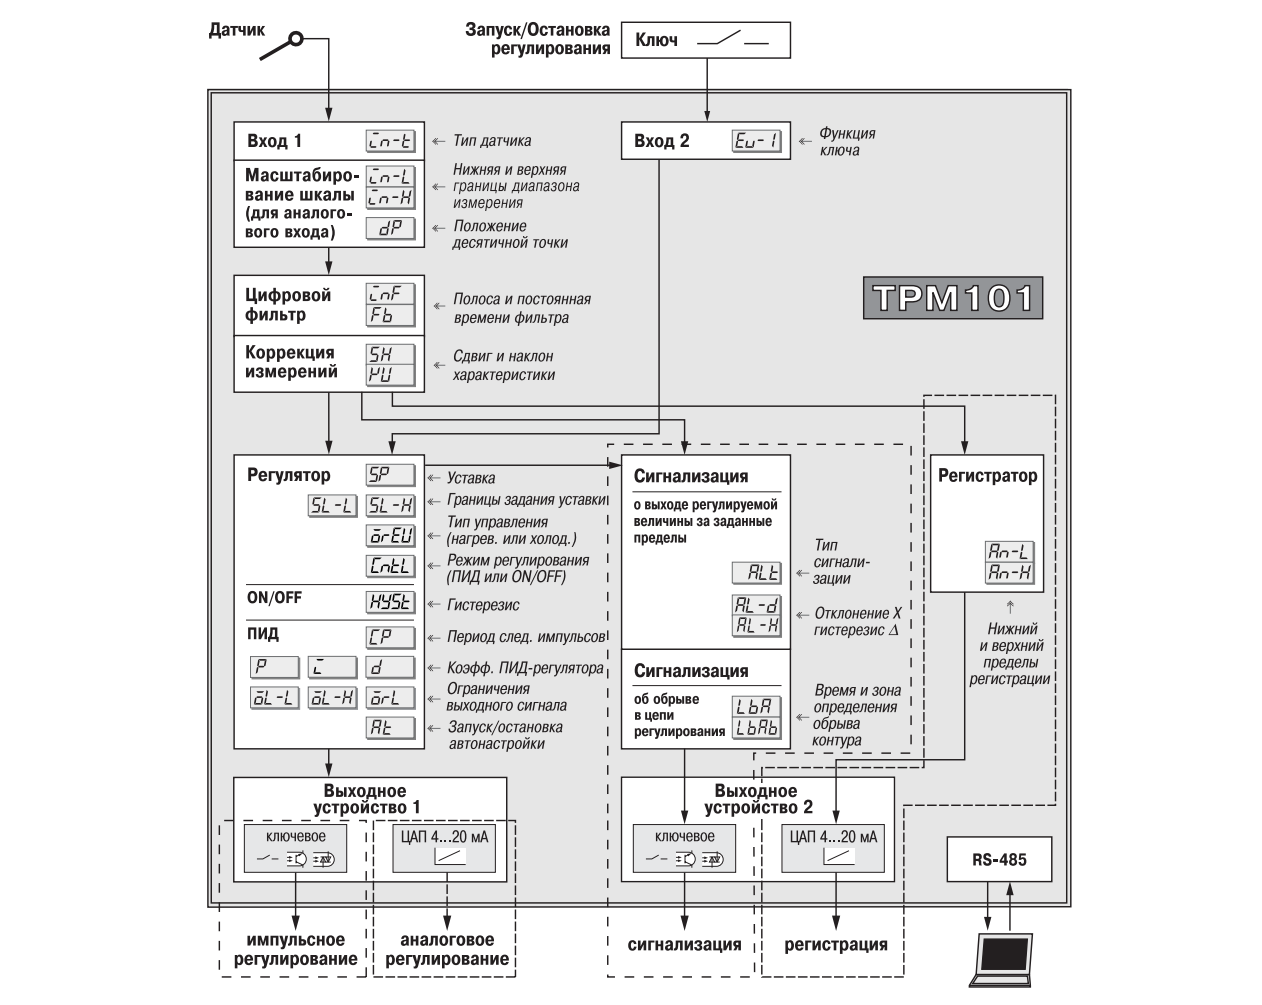 Датчик
Запуск/Остановка
регулирования
Ключ
Вход 1
in-t
Тип датчика
Масштабиро-
вание шкалы
(для аналого-
вого входа)
in-L
in-H
dP
Нижняя и верхняя
границы диапазона
измерения
Положение
десятичной точки
Вход 2
Eu-1
Функция
ключа
Цифровой
фильтр
inF
Fb
Полоса и постоянная
времени фильтра
ТРМ101
Коррекция
измерений
SH
KU
Сдвиг и наклон
характеристики
Регулятор
SP
Уставка
SL-L SL-H
Границы задания уставки
orEU
Тип управления
(нагрев. или холод.)
CntL
Режим регулирования
(ПИД или ON/OFF)
ON/OFF
HYSt
Гистерезис
ПИД
CP
Период след. импульсов
P i d
Коэфф. ПИД-регулятора
oL-L oL-H orL
Ограничения
выходного сигнала
At
Запуск/остановка
автонастройки
Сигнализация
о выходе регулируемой
величины за заданные
пределы
ALt
Тип
сигнали-
зации
AL-d
AL-H
Отклонение X
гистерезис Δ
Сигнализация
об обрыве
в цепи
регулирования
LbA
LbAb
Время и зона
определения
обрыва
контура
Регистратор
An-L
An-H
Нижний
и верхний
пределы
регистрации
Выходное
устройство 1
ключевое
ЦАП 4...20 мА
Выходное
устройство 2
ключевое
ЦАП 4...20 мА
RS-485
импульсное
регулирование
аналоговое
регулирование
сигнализация
регистрация